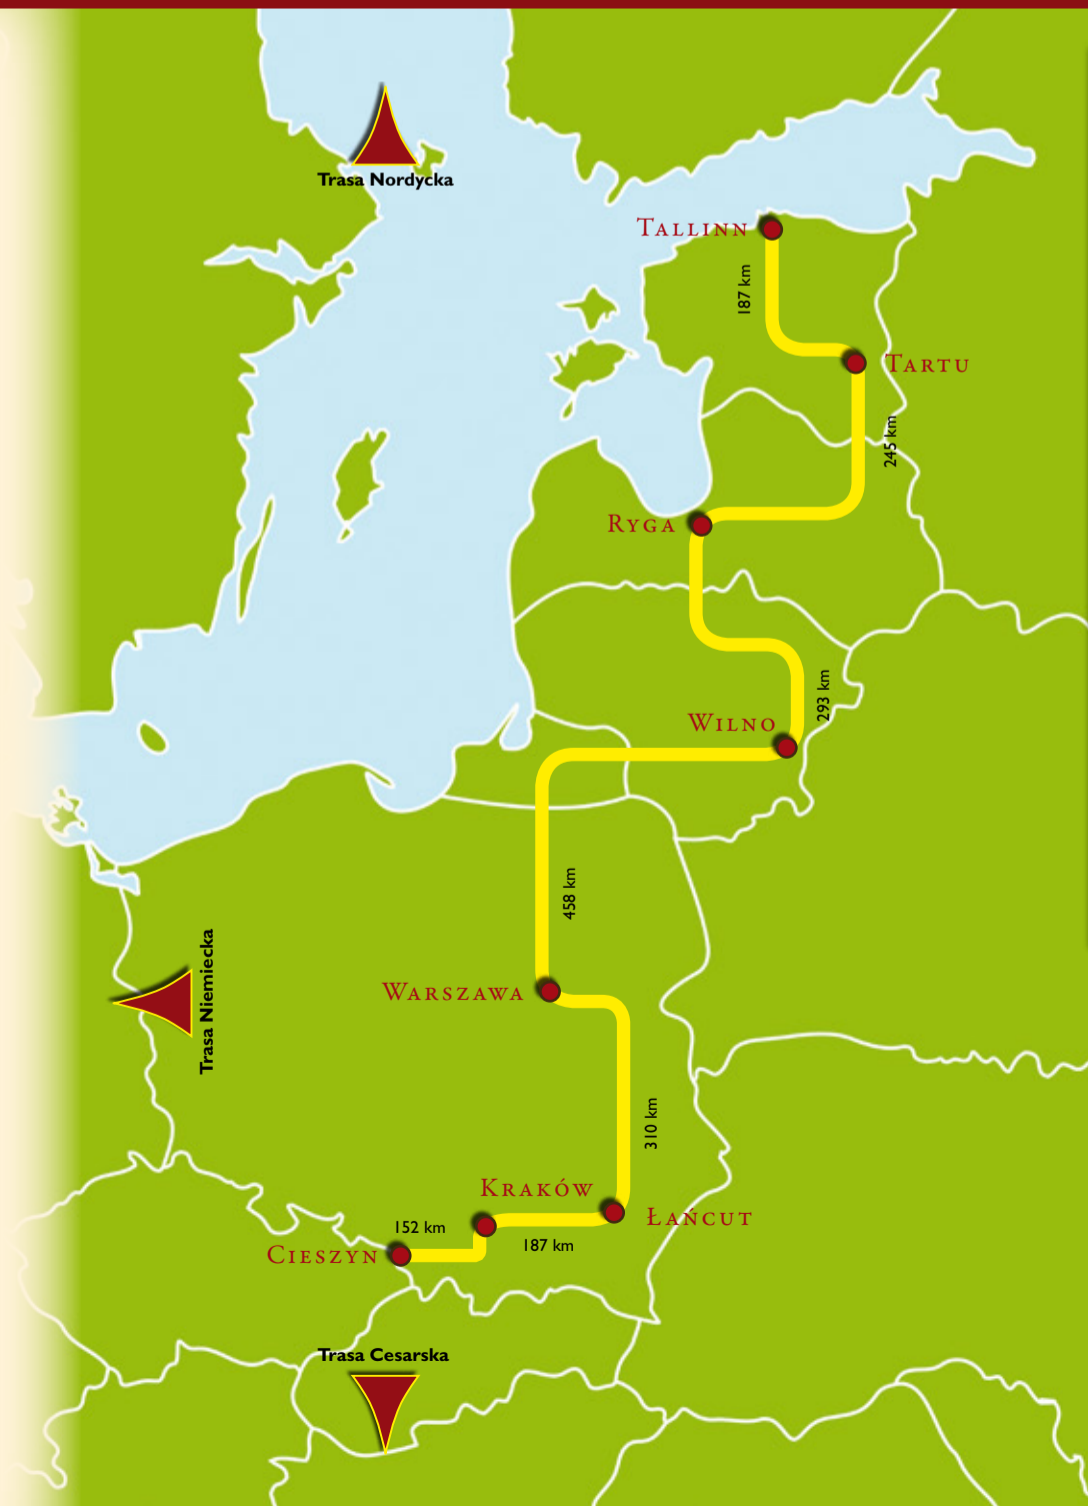 Trasa Nordycka
TALLINN
187 km
TARTU
245 km
RYGA
293 km
WILNO
458 km
Trasa Niemiecka
WARSZAWA
310 km
KRAKÓW
ŁAŃCUT
152 km
187 km
CIESZYN
Trasa Cesarska